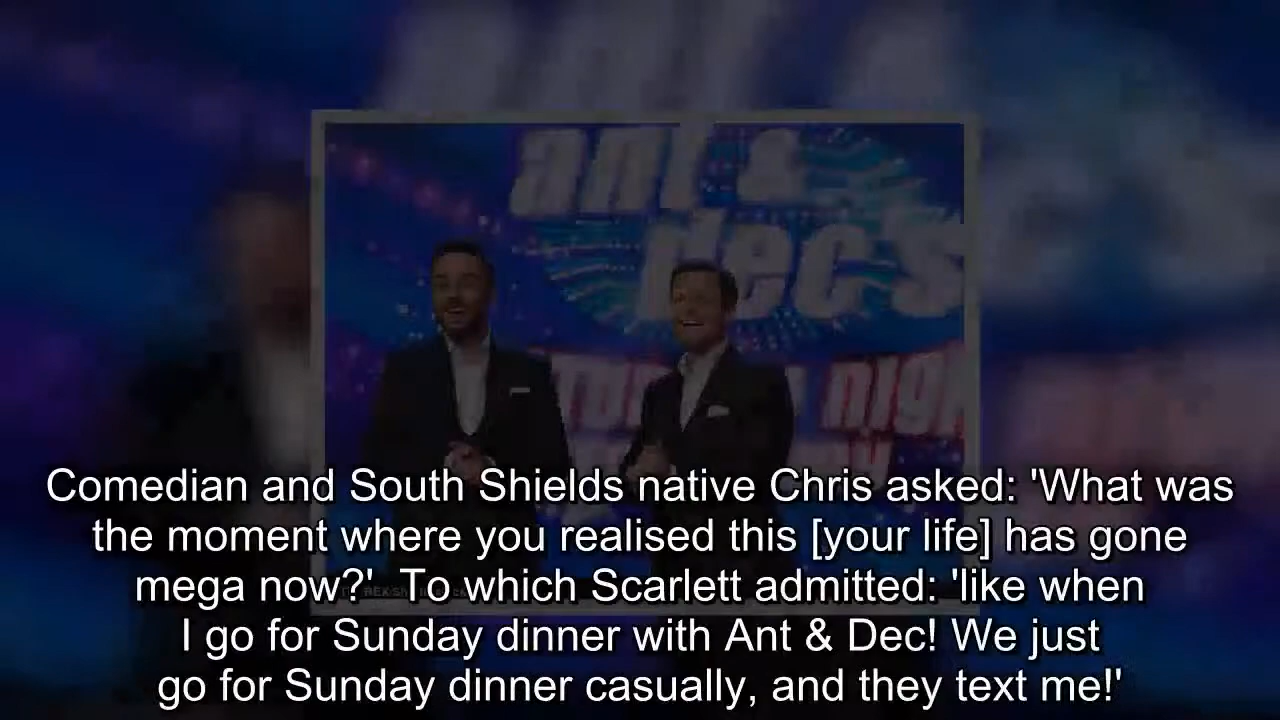 ant &
dec's
Comedian and South Shields native Chris asked: 'What was
the moment where you realised this [your life] has gone
mega now?'  To which Scarlett admitted: 'like when
I go for Sunday dinner with Ant & Dec! We just
go for Sunday dinner casually, and they text me!'